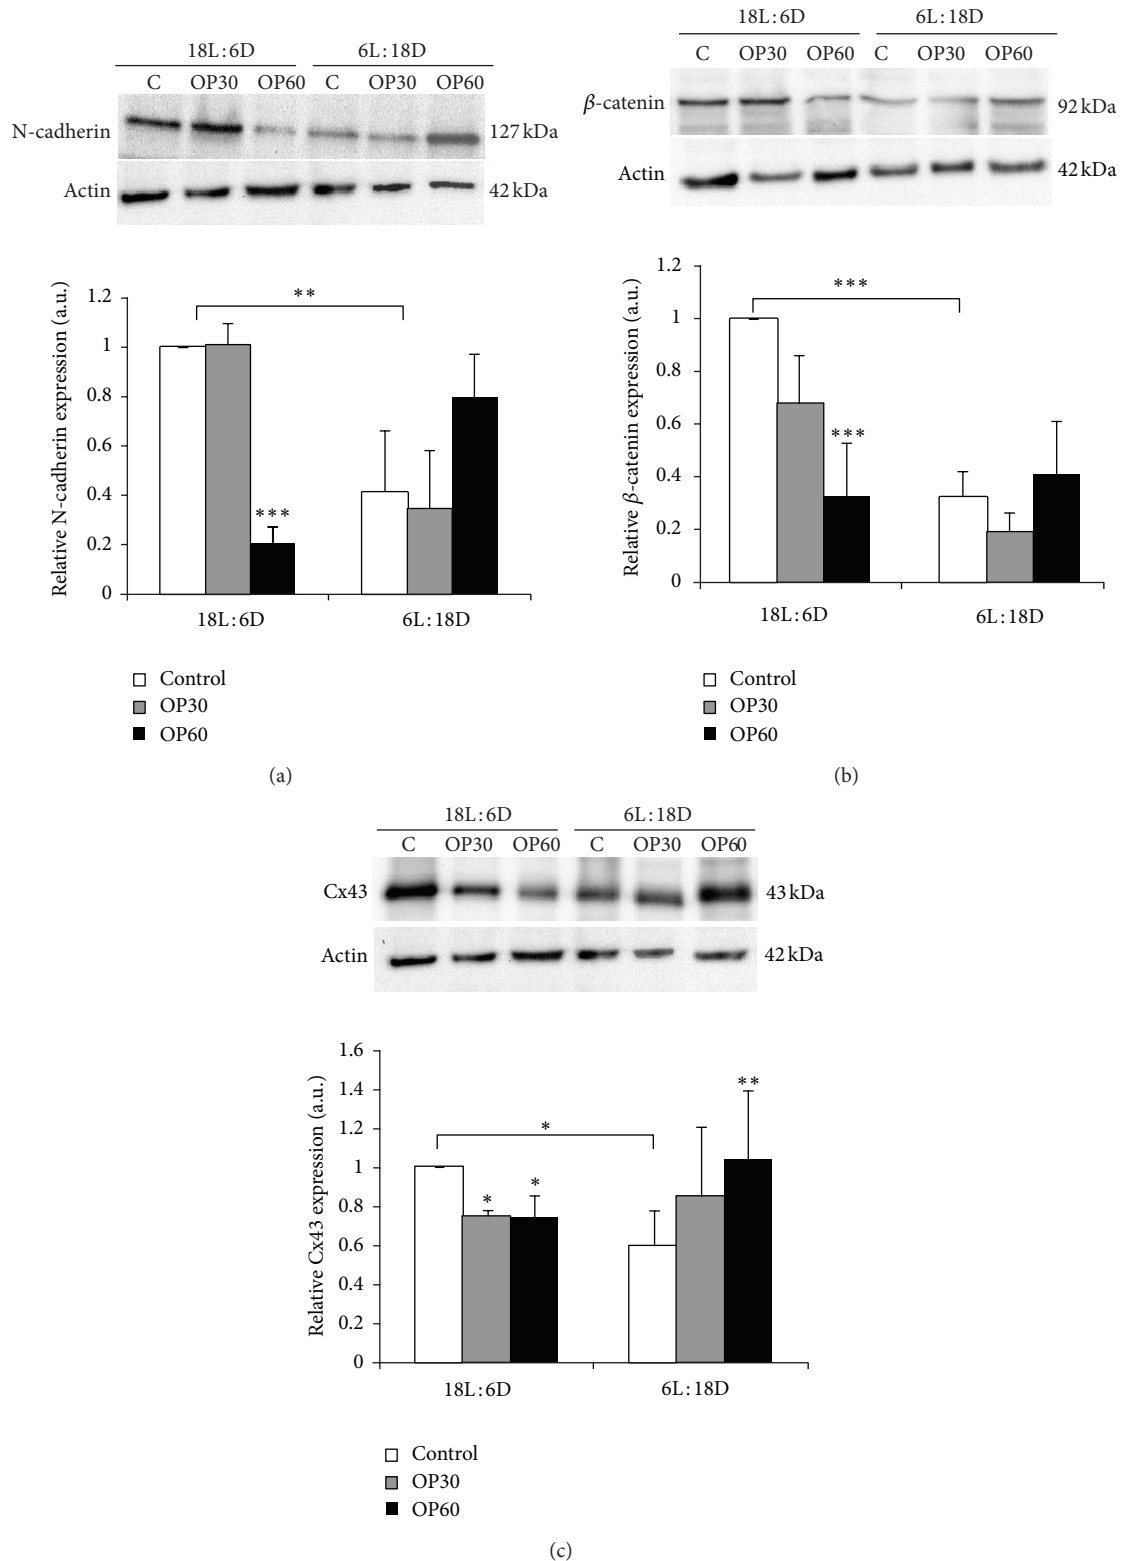 18L:6D 6L:18D
C OP30 OP60 C OP30 OP60
N-cadherin 127 kDa
Actin 42 kDa
Relative N-cadherin expression (a.u.)
1.2
1
0.8
0.6
0.4
0.2
0
**
***
18L:6D 6L:18D
Control
OP30
OP60
(a)
18L:6D 6L:18D
C OP30 OP60 C OP30 OP60
β-catenin 92 kDa
Actin 42 kDa
Relative β-catenin expression (a.u.)
1.2
1
0.8
0.6
0.4
0.2
0
***
***
18L:6D 6L:18D
Control
OP30
OP60
(b)
18L:6D 6L:18D
C OP30 OP60 C OP30 OP60
Cx43 43 kDa
Actin 42 kDa
Relative Cx43 expression (a.u.)
1.6
1.4
1.2
1
0.8
0.6
0.4
0.2
0
**
*
* *
18L:6D 6L:18D
Control
OP30
OP60
(c)